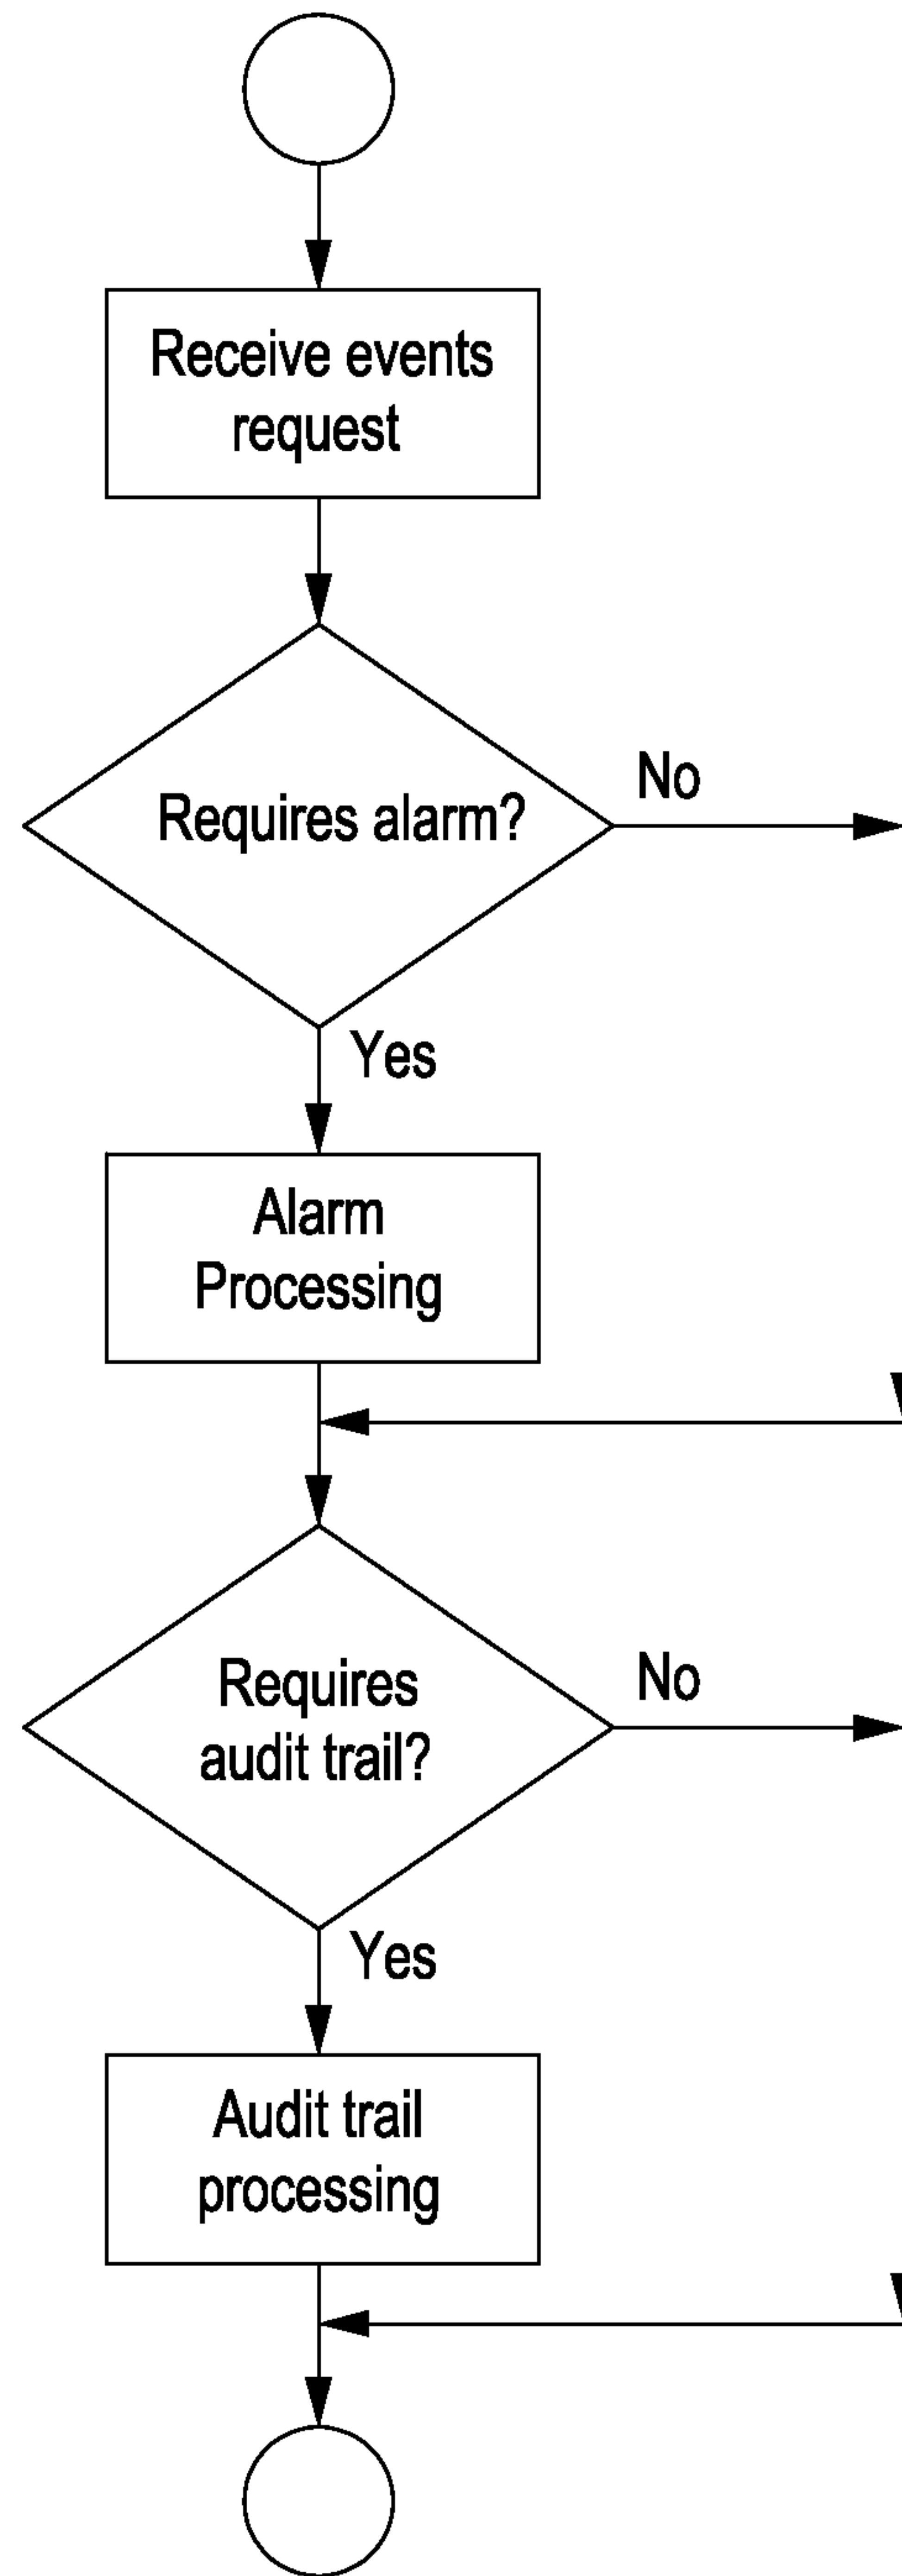 Receive events
request
Requires alarm?
No
Yes
Alarm
Processing
Requires
audit trail?
No
Yes
Audit trail
processing